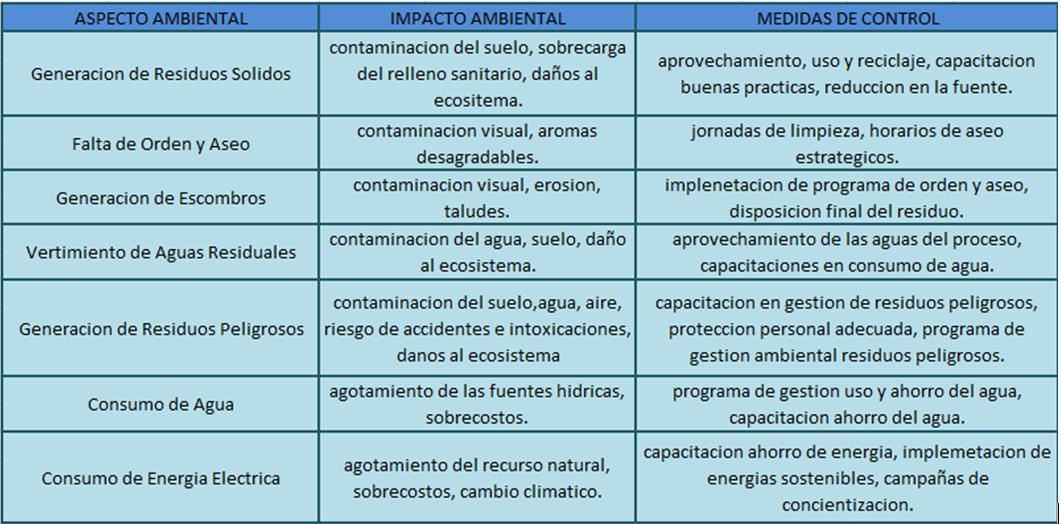 ASPECTO AMBIENTAL
IMPACTO AMBIENTAL
MEDIDAS DE CONTROL
Generacion de Residuos Solidos
contaminacion del suelo, sobrecarga
del relleno sanitario, daños al
ecositema.
aprovechamiento, uso y reciclaje, capacitacion
buenas practicas, reduccion en la fuente.
Falta de Orden y Aseo
contaminacion visual, aromas
desagradables.
jornadas de limpieza, horarios de aseo
estrategicos.
Generacion de Escombros
contaminacion visual, erosion,
taludes.
implenetacion de programa de orden y aseo,
disposicion final del residuo.
Vertimiento de Aguas Residuales
contaminacion del agua, suelo, daño
al ecosistema.
aprovechamiento de las aguas del proceso,
capacitaciones en consumo de agua.
Generacion de Residuos Peligrosos
contaminacion del suelo,agua, aire,
riesgo de accidentes e intoxicaciones,
danos al ecosistema
capacitacion en gestion de residuos peligrosos,
proteccion personal adecuada, programa de
gestion ambiental residuos peligrosos.
Consumo de Agua
agotamiento de las fuentes hidricas,
sobrecostos.
programa de gestion uso y ahorro del agua,
capacitacion ahorro del agua.
Consumo de Energia Electrica
agotamiento del recurso natural,
sobrecostos, cambio climatico.
capacitacion ahorro de energia, implemetacion de
energias sostenibles, campañas de
concientizacion.